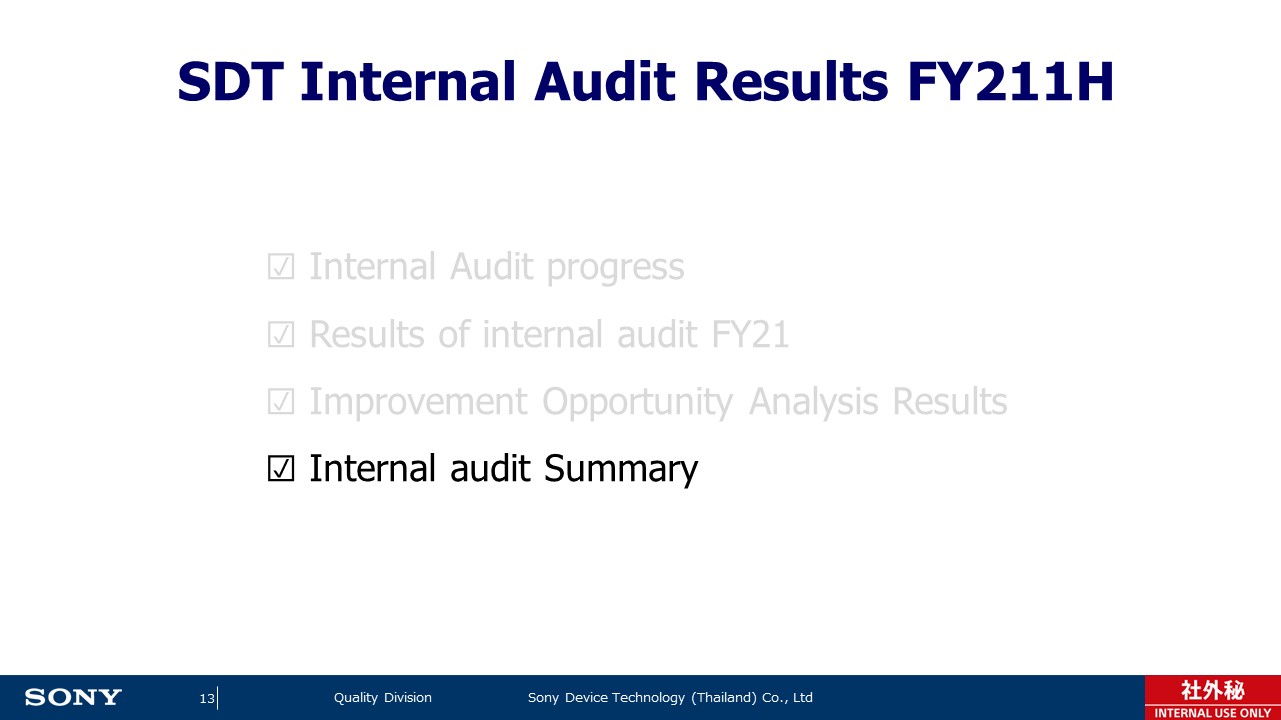 SDT Internal Audit Results FY211H
☑ Internal Audit progress
☑ Results of internal audit FY21
☑ Improvement Opportunity Analysis Results
☑ Internal audit Summary
SONY
13
Quality Division
Sony Device Technology (Thailand) Co., Ltd
社外秘
INTERNAL USE ONLY